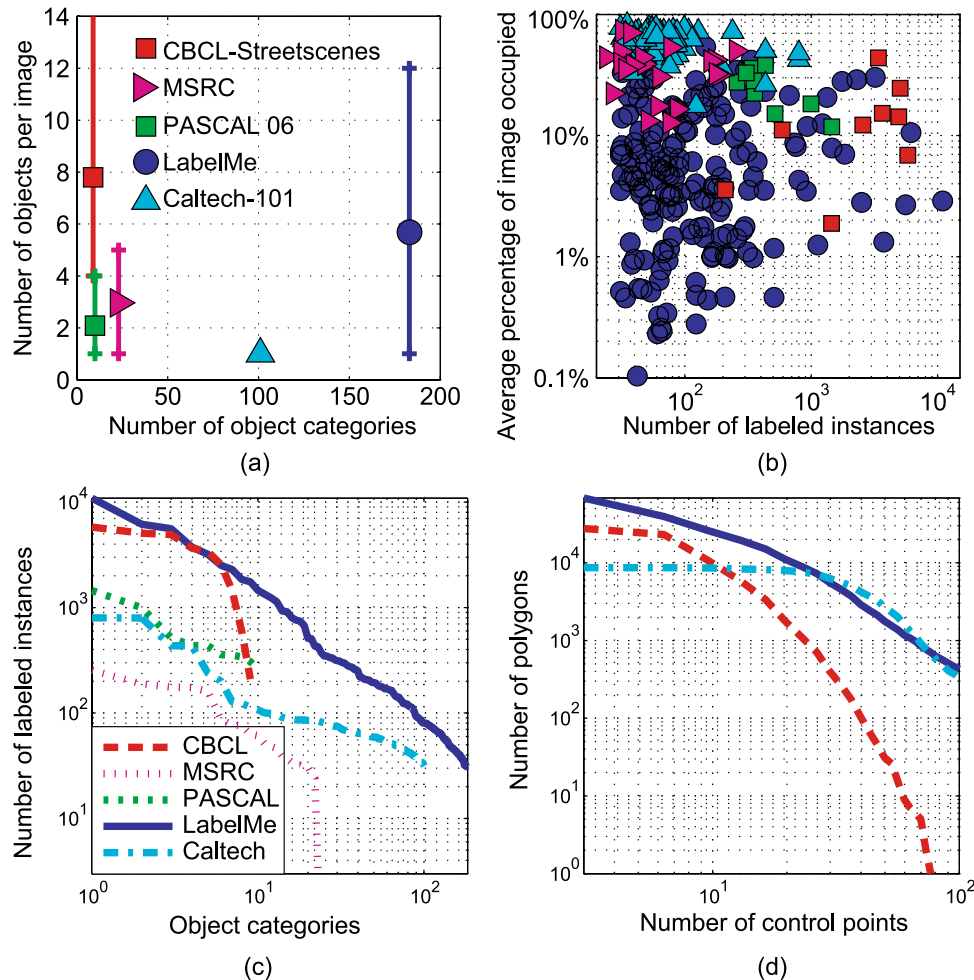 14
12
10
8
6
4
2
0
Number of objects per image
CBCL-Streetscenes
MSRC
PASCAL 06
LabelMe
Caltech-101
0 50 100 150 200
Number of object categories
(a)
100%
10%
1%
0.1%
Average percentage of image occupied
10^2 10^3 10^4
Number of labeled instances
(b)
10^4
10^3
10^2
10^1
Number of labeled instances
CBCL
MSRC
PASCAL
LabelMe
Caltech
10^0 10^1 10^2
Object categories
(c)
10^4
10^3
10^2
10^1
10^0
Number of polygons
10^1 10^2
Number of control points
(d)